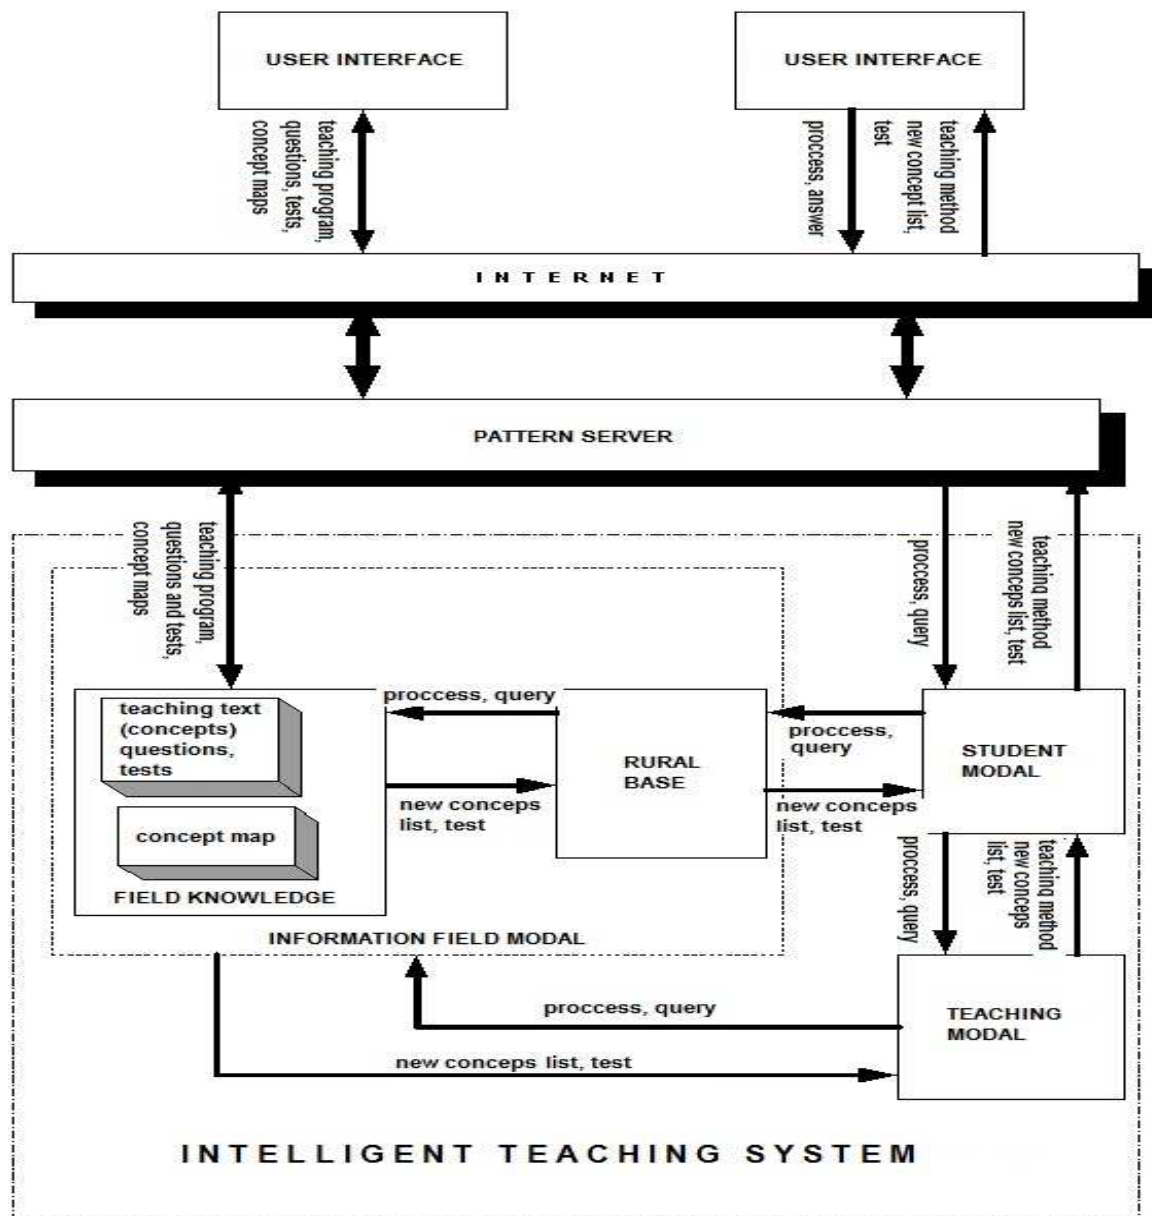 USER INTERFACE
USER INTERFACE
teaching program,
questions, tests,
concept maps
proccess, answer
teaching method
new concept list,
test
I N T E R N E T
PATTERN SERVER
teaching program,
questions and tests,
concept maps
proccess, query
teaching method
new conceps list, test
teaching text
(concepts)
questions,
tests
concept map
FIELD KNOWLEDGE
proccess, query
new conceps
list, test
RURAL
BASE
proccess,
query
new conceps
list, test
STUDENT
MODAL
INFORMATION FIELD MODAL
proccess, query
teaching method
new conceps
list, test
proccess, query
new conceps list, test
TEACHING
MODAL
INTELLIGENT TEACHING SYSTEM